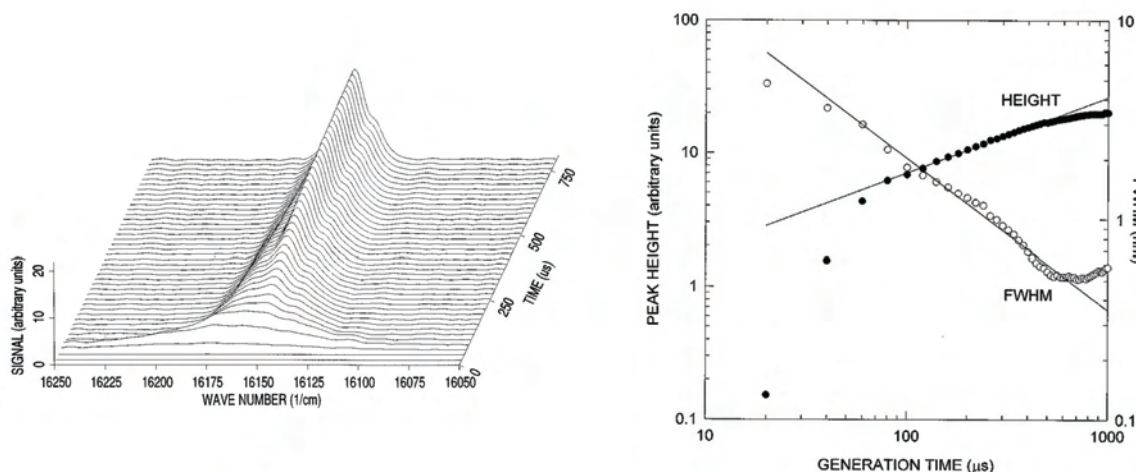 SIGNAL (arbitrary units)
20
10
0
16250 16225 16200 16175 16150 16125 16100 16075 16050
WAVE NUMBER (1/cm)
0
250
500
750
TIME (us)
100
10
1
0.1
PEAK HEIGHT (arbitrary units)
HEIGHT
FWHM
10
1
0.1
10 100 1000
GENERATION TIME (μs)